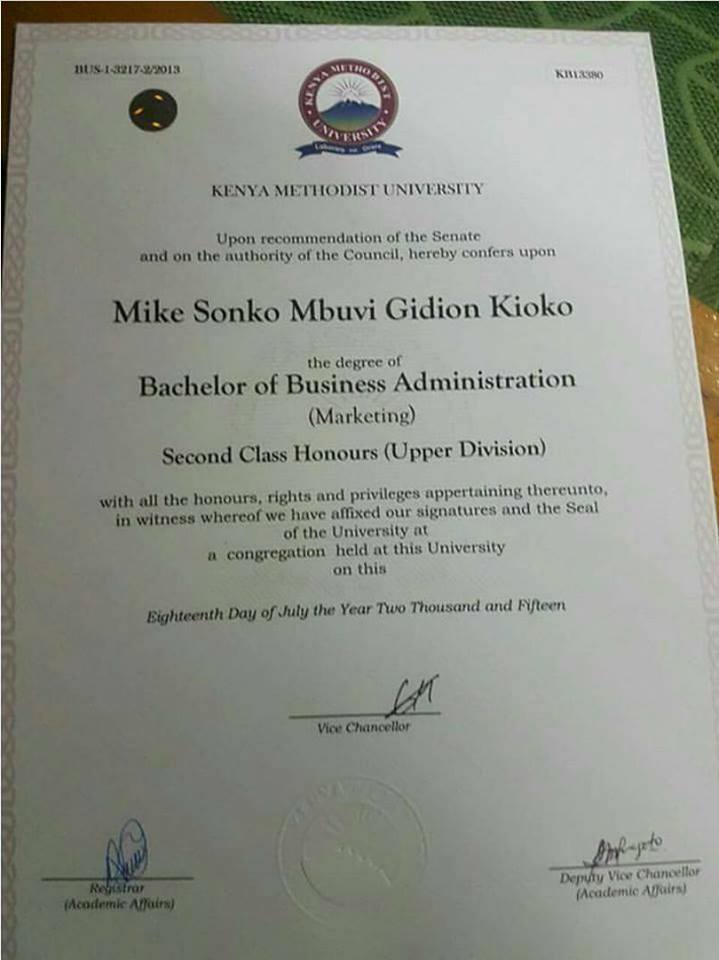 BUS-1-3217-2/2013
KB13380
KENYA METHODIST UNIVERSITY
KENYA METHODIST UNIVERSITY
Upon recommendation of the Senate
and on the authority of the Council, hereby confers upon
Mike Sonko Mbuvi Gidion Kioko
the degree of
Bachelor of Business Administration
(Marketing)
Second Class Honours (Upper Division)
with all the honours, rights and privileges appertaining thereunto,
in witness whereof we have affixed our signatures and the Seal
of the University at
a congregation held at this University
on this
Eighteenth Day of July the Year Two Thousand and Fifteen
Vice Chancellor
Registrar
(Academic Affairs)
Deputy Vice Chancellor
(Academic Affairs)